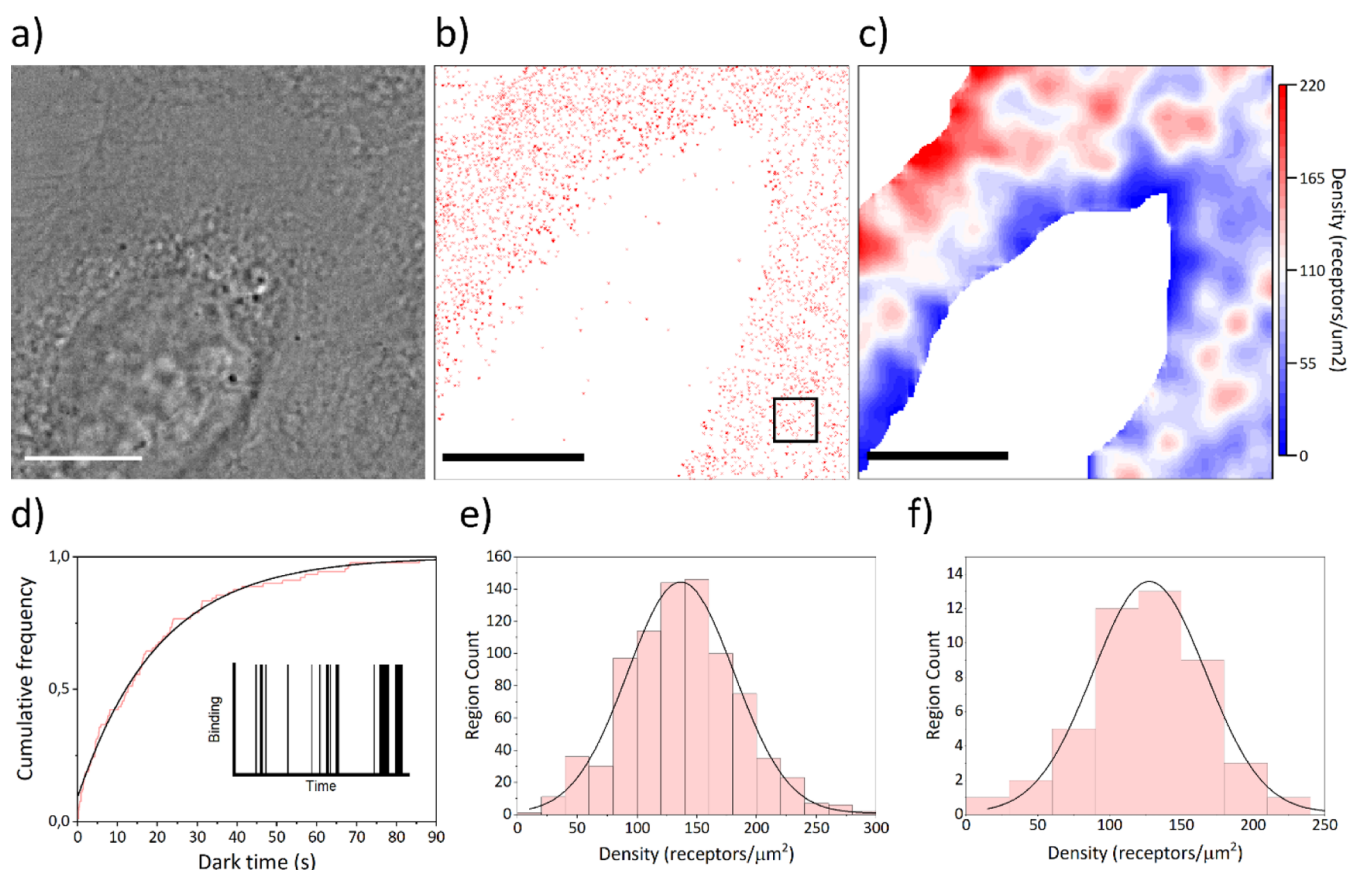 a)
b)
c)
220
165
110
55
0
Density (receptors/um2)
d)
e)
f)
1,0
0,5
0,0
0 10 20 30 40 50 60 70 80 90
Cumulative frequency
Dark time (s)
Binding
Time
160
140
120
100
80
60
40
20
0
0 50 100 150 200 250 300
Region Count
Density (receptors/μm²)
14
12
10
8
6
4
2
0
0 50 100 150 200 250
Region Count
Density (receptors/μm²)